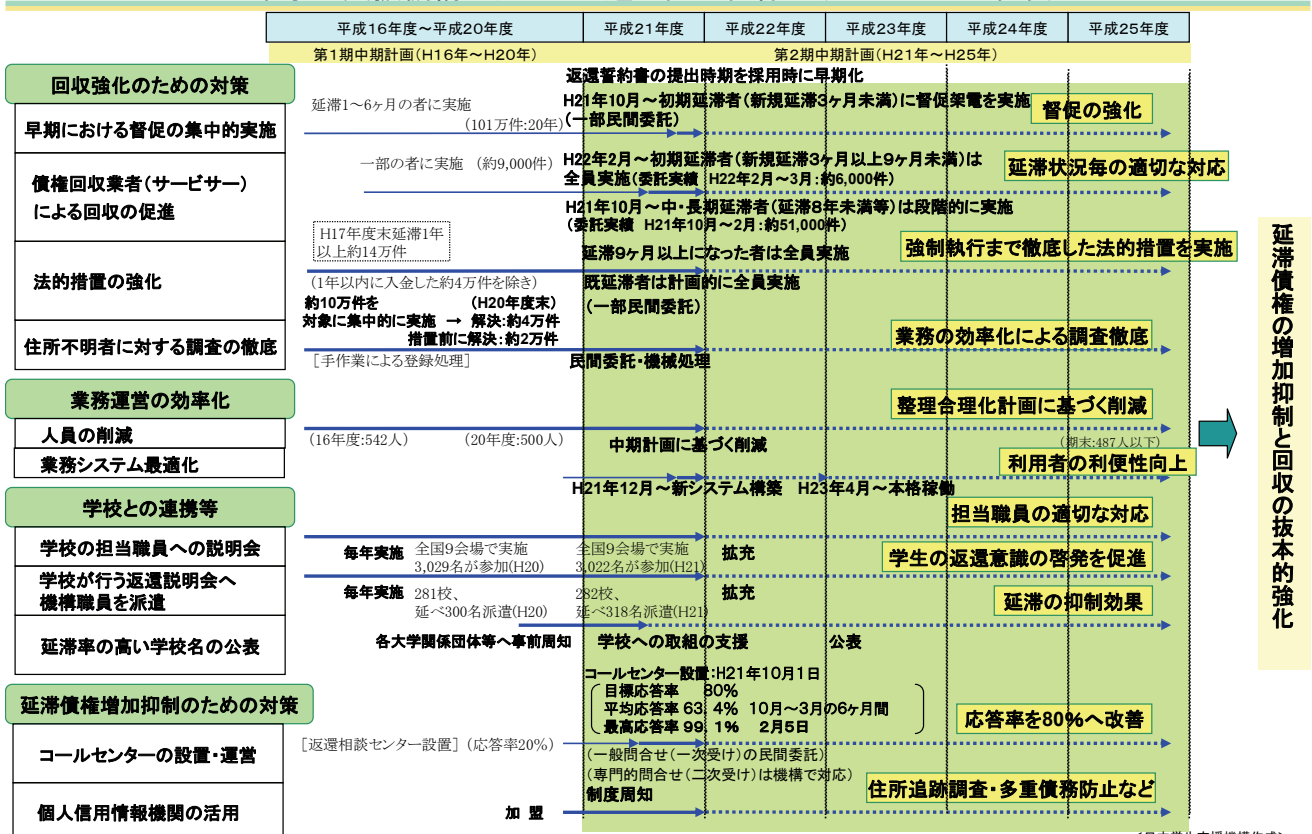 平成16年度～平成20年度
平成21年度
平成22年度
平成23年度
平成24年度
平成25年度
第1期中期計画(H16年～H20年)
第2期中期計画(H21年～H25年)
回収強化のための対策
返還誓約書の提出時期を採用時に早期化
早期における督促の集中的実施
延滞1～6ヶ月の者に実施
(101万件:20年)
H21年10月～初期延滞者(新規延滞3ヶ月未満)に督促架電を実施
(一部民間委託)
督促の強化
債権回収業者(サービサー)
による回収の促進
一部の者に実施 (約9,000件)
H22年2月～初期延滞者(新規延滞3ヶ月以上9ヶ月未満)は
全員実施(委託実績 H22年2月～3月:約6,000件)
延滞状況毎の適切な対応
H21年10月～中・長期延滞者(延滞8年未満等)は段階的に実施
(委託実績 H21年10月～2月:約51,000件)
法的措置の強化
H17年度末延滞1年
以上約14万件
(1年以内に入金した約4万件を除き)
約10万件を (H20年度末)
対象に集中的に実施 → 解決:約4万件
措置前に解決:約2万件
延滞9ヶ月以上になった者は全員実施
既延滞者は計画的に全員実施
(一部民間委託)
強制執行まで徹底した法的措置を実施
住所不明者に対する調査の徹底
[手作業による登録処理]
民間委託・機械処理
業務の効率化による調査徹底
業務運営の効率化
人員の削減
(16年度:542人)
(20年度:500人)
中期計画に基づく削減
整理合理化計画に基づく削減
(期末:487人以下)
業務システム最適化
H21年12月～新システム構築 H23年4月～本格稼働
利用者の利便性向上
学校との連携等
学校の担当職員への説明会
毎年実施
全国9会場で実施
3,029名が参加(H20)
全国9会場で実施
3,022名が参加(H21)
拡充
担当職員の適切な対応
学校が行う返還説明会へ
機構職員を派遣
毎年実施
281校、
延べ300名派遣(H20)
282校、
延べ318名派遣(H21)
拡充
学生の返還意識の啓発を促進
延滞率の高い学校名の公表
各大学関係団体等へ事前周知
学校への取組の支援
公表
延滞の抑制効果
延滞債権増加抑制のための対策
コールセンターの設置・運営
[返還相談センター設置] (応答率20%)
コールセンター設置:H21年10月1日
目標応答率 80%
平均応答率 63.4% 10月～3月の6ヶ月間
最高応答率 99.1% 2月5日
(一般問合せ(一次受け)の民間委託)
(専門的問合せ(二次受け)は機構で対応)
応答率を80%へ改善
個人信用情報機関の活用
加 盟
制度周知
住所追跡調査・多重債務防止など
延滞債権の増加抑制と回収の抜本的強化